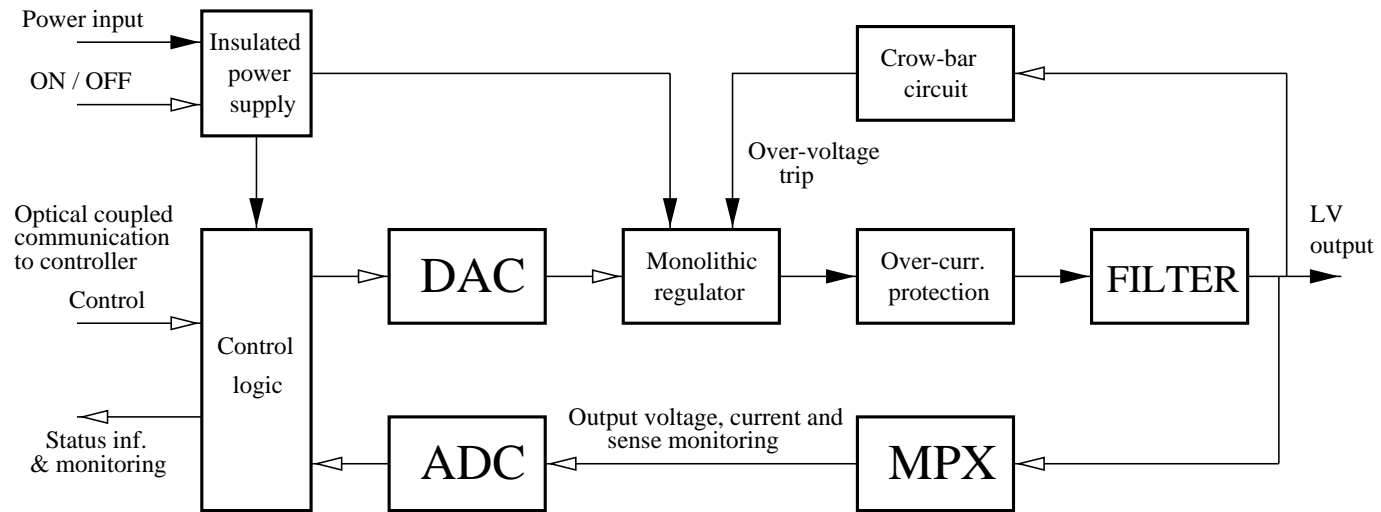 Power input
ON / OFF
Insulated
power
supply
Crow-bar
circuit
Over-voltage
trip
Optical coupled
communication
to controller
Control
Control
logic
Status inf.
& monitoring
DAC
Monolithic
regulator
Over-curr.
protection
FILTER
LV
output
ADC
Output voltage, current and
sense monitoring
MPX